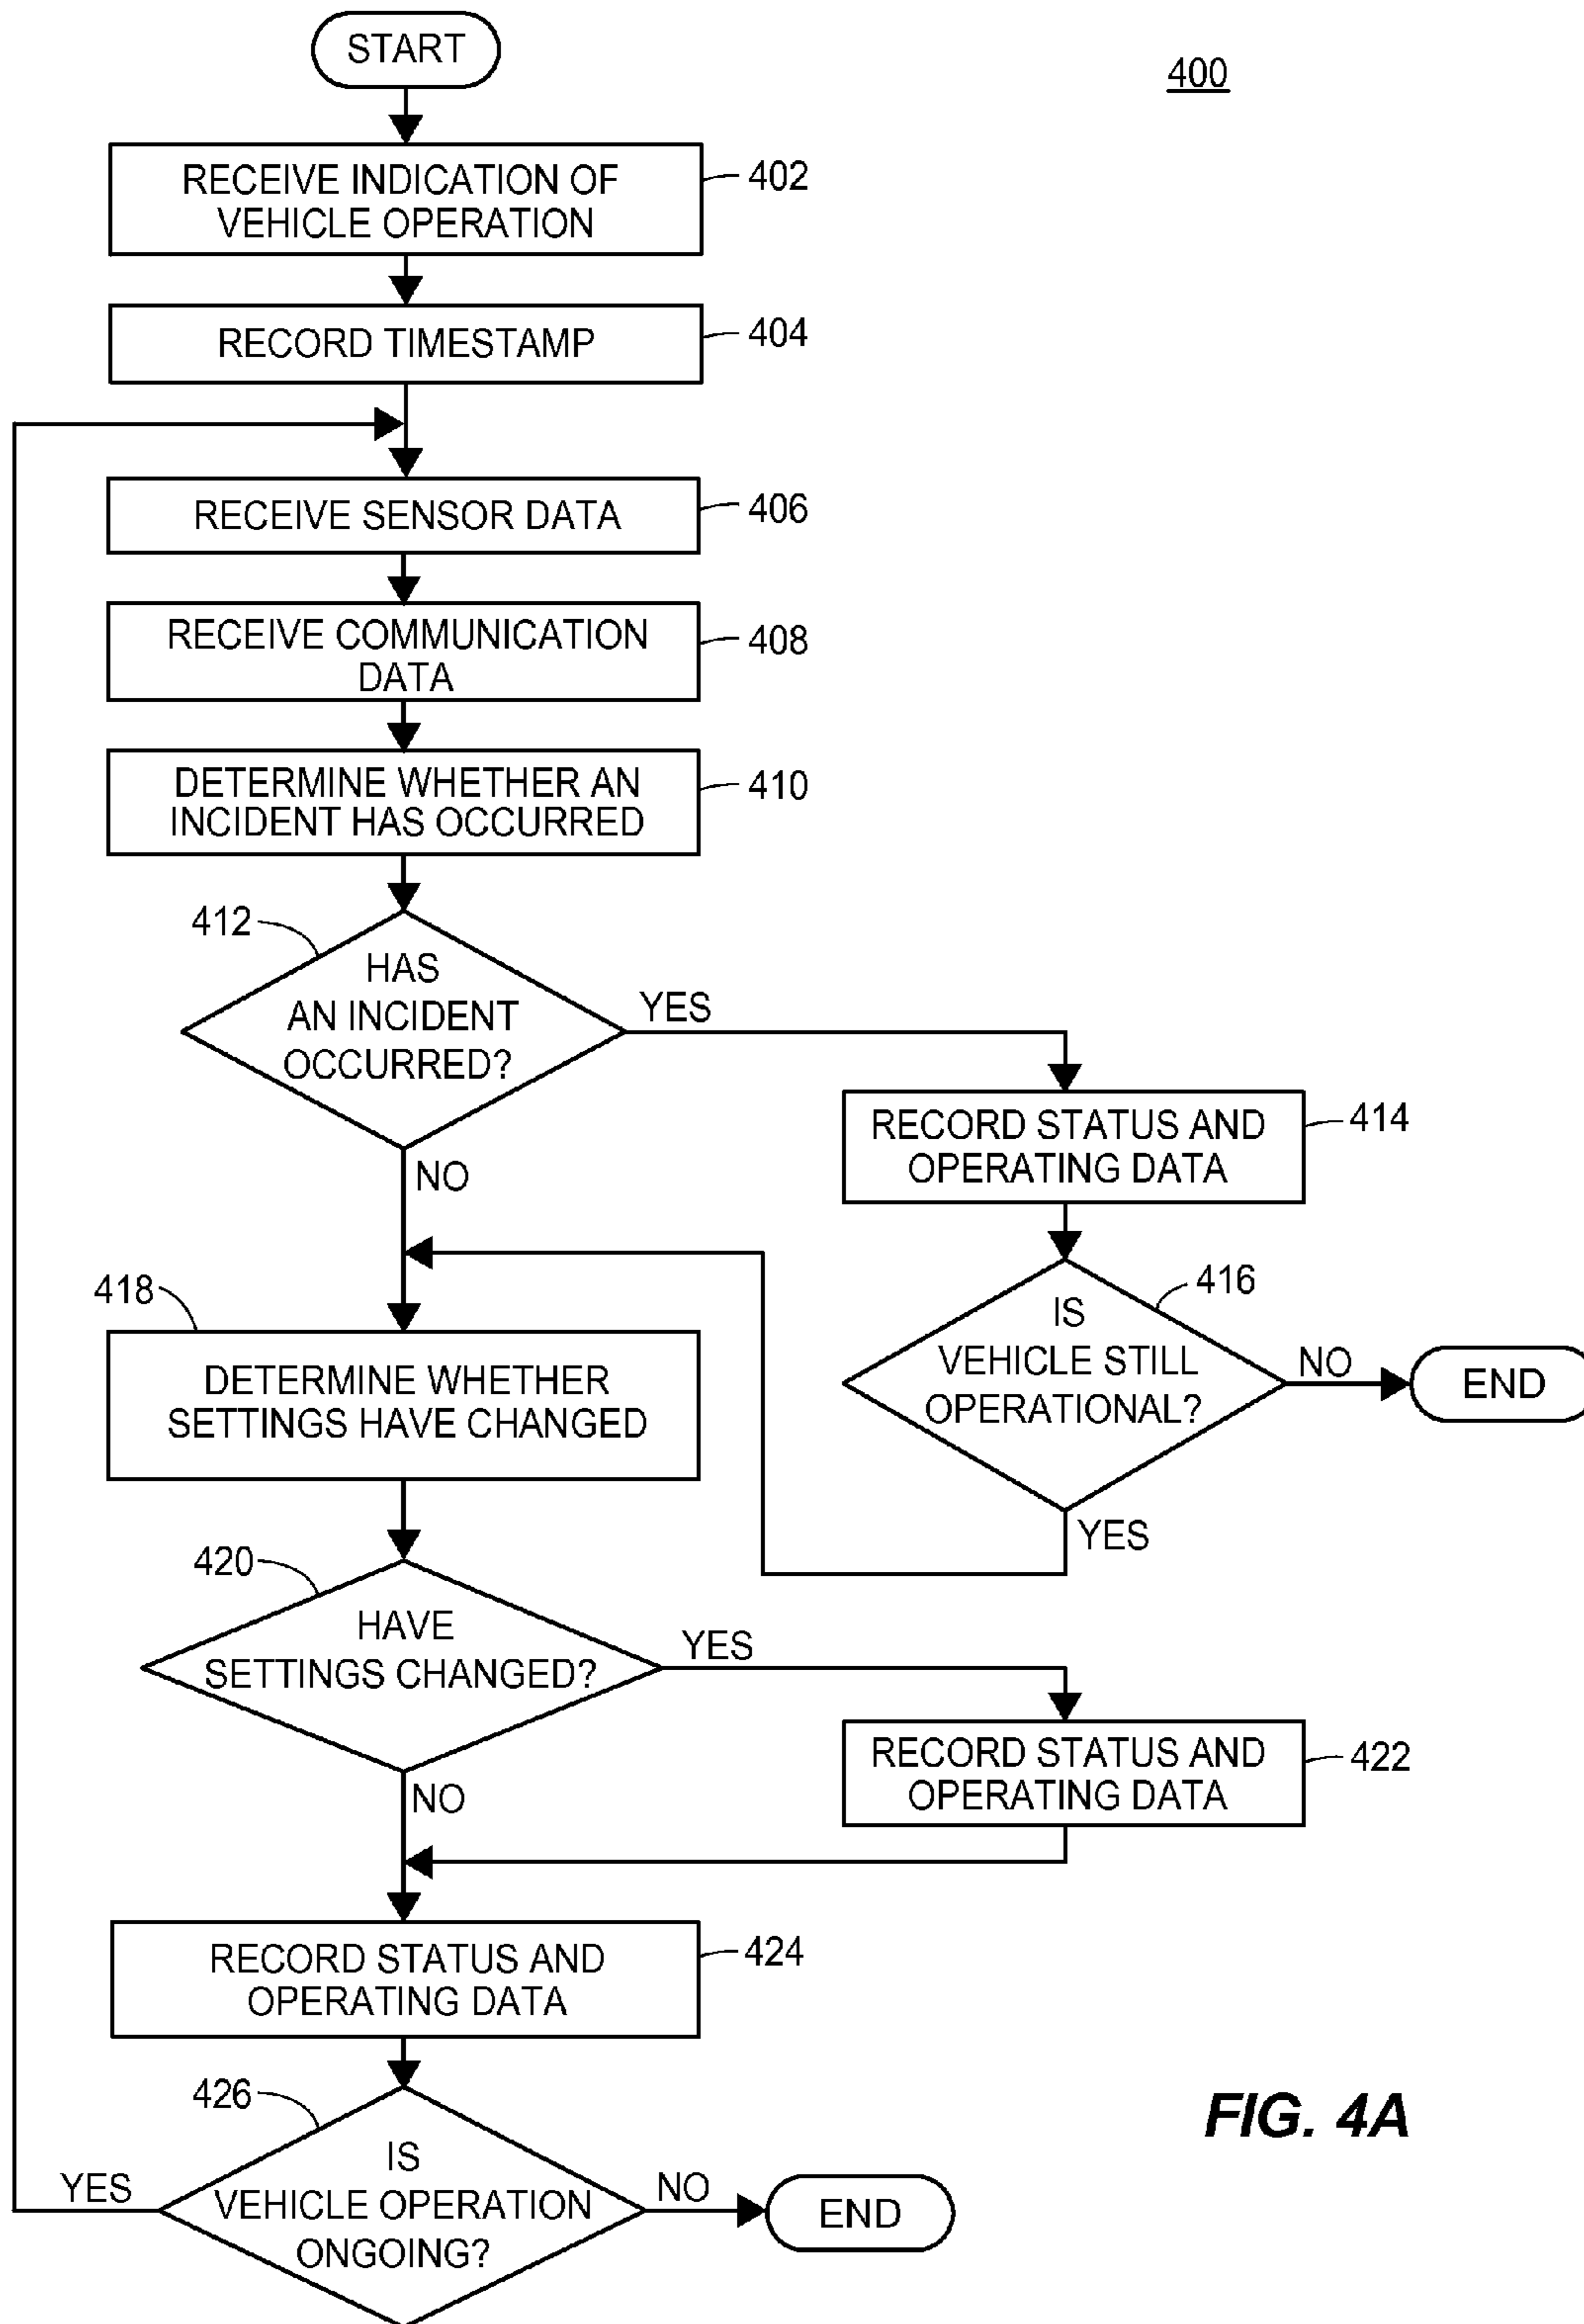 START
400
RECEIVE INDICATION OF
VEHICLE OPERATION
402
RECORD TIMESTAMP
404
RECEIVE SENSOR DATA
406
RECEIVE COMMUNICATION
DATA
408
DETERMINE WHETHER AN
INCIDENT HAS OCCURRED
410
412
HAS
AN INCIDENT
OCCURRED?
YES
NO
RECORD STATUS AND
OPERATING DATA
414
416
IS
VEHICLE STILL
OPERATIONAL?
NO
END
YES
418
DETERMINE WHETHER
SETTINGS HAVE CHANGED
420
HAVE
SETTINGS CHANGED?
YES
NO
RECORD STATUS AND
OPERATING DATA
422
RECORD STATUS AND
OPERATING DATA
424
426
IS
VEHICLE OPERATION
ONGOING?
YES
NO
END
FIG. 4A